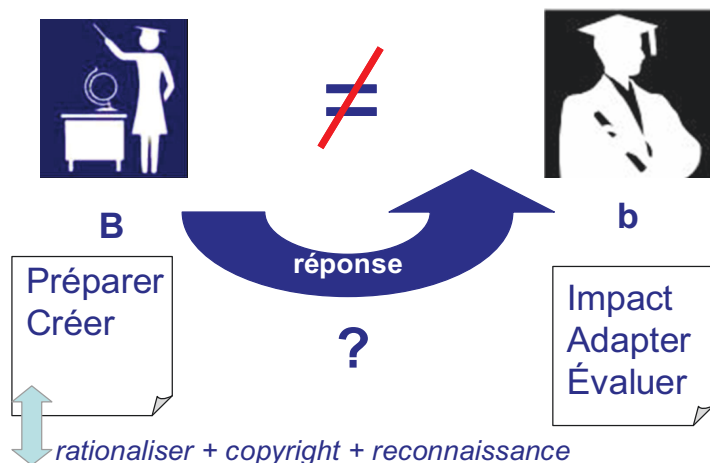 ≠
B
b
réponse
Préparer
Créer
?
Impact
Adapter
Évaluer
rationaliser + copyright + reconnaissance